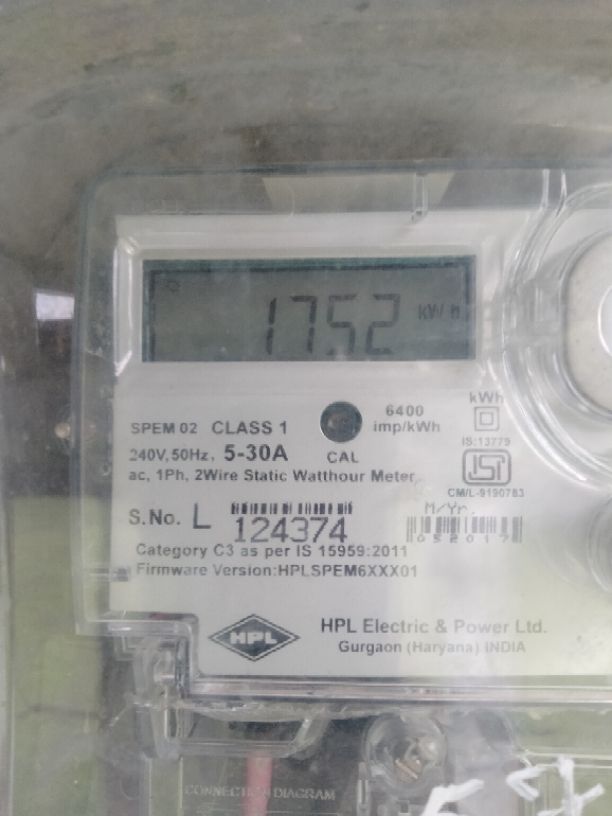 1752 kWh
SPEM 02 CLASS 1
6400
imp/kWh
kWh
240V, 50Hz, 5-30A
CAL
IS:13779
ac, 1Ph, 2Wire Static Watthour Meter
ISI
CM/L-9190783
S.No. L 124374
M/Yr.
052017
Category C3 as per IS 15959:2011
Firmware Version:HPLSPEM6XXX01
HPL
HPL Electric & Power Ltd.
Gurgaon (Haryana) INDIA
CONNECTION DIAGRAM